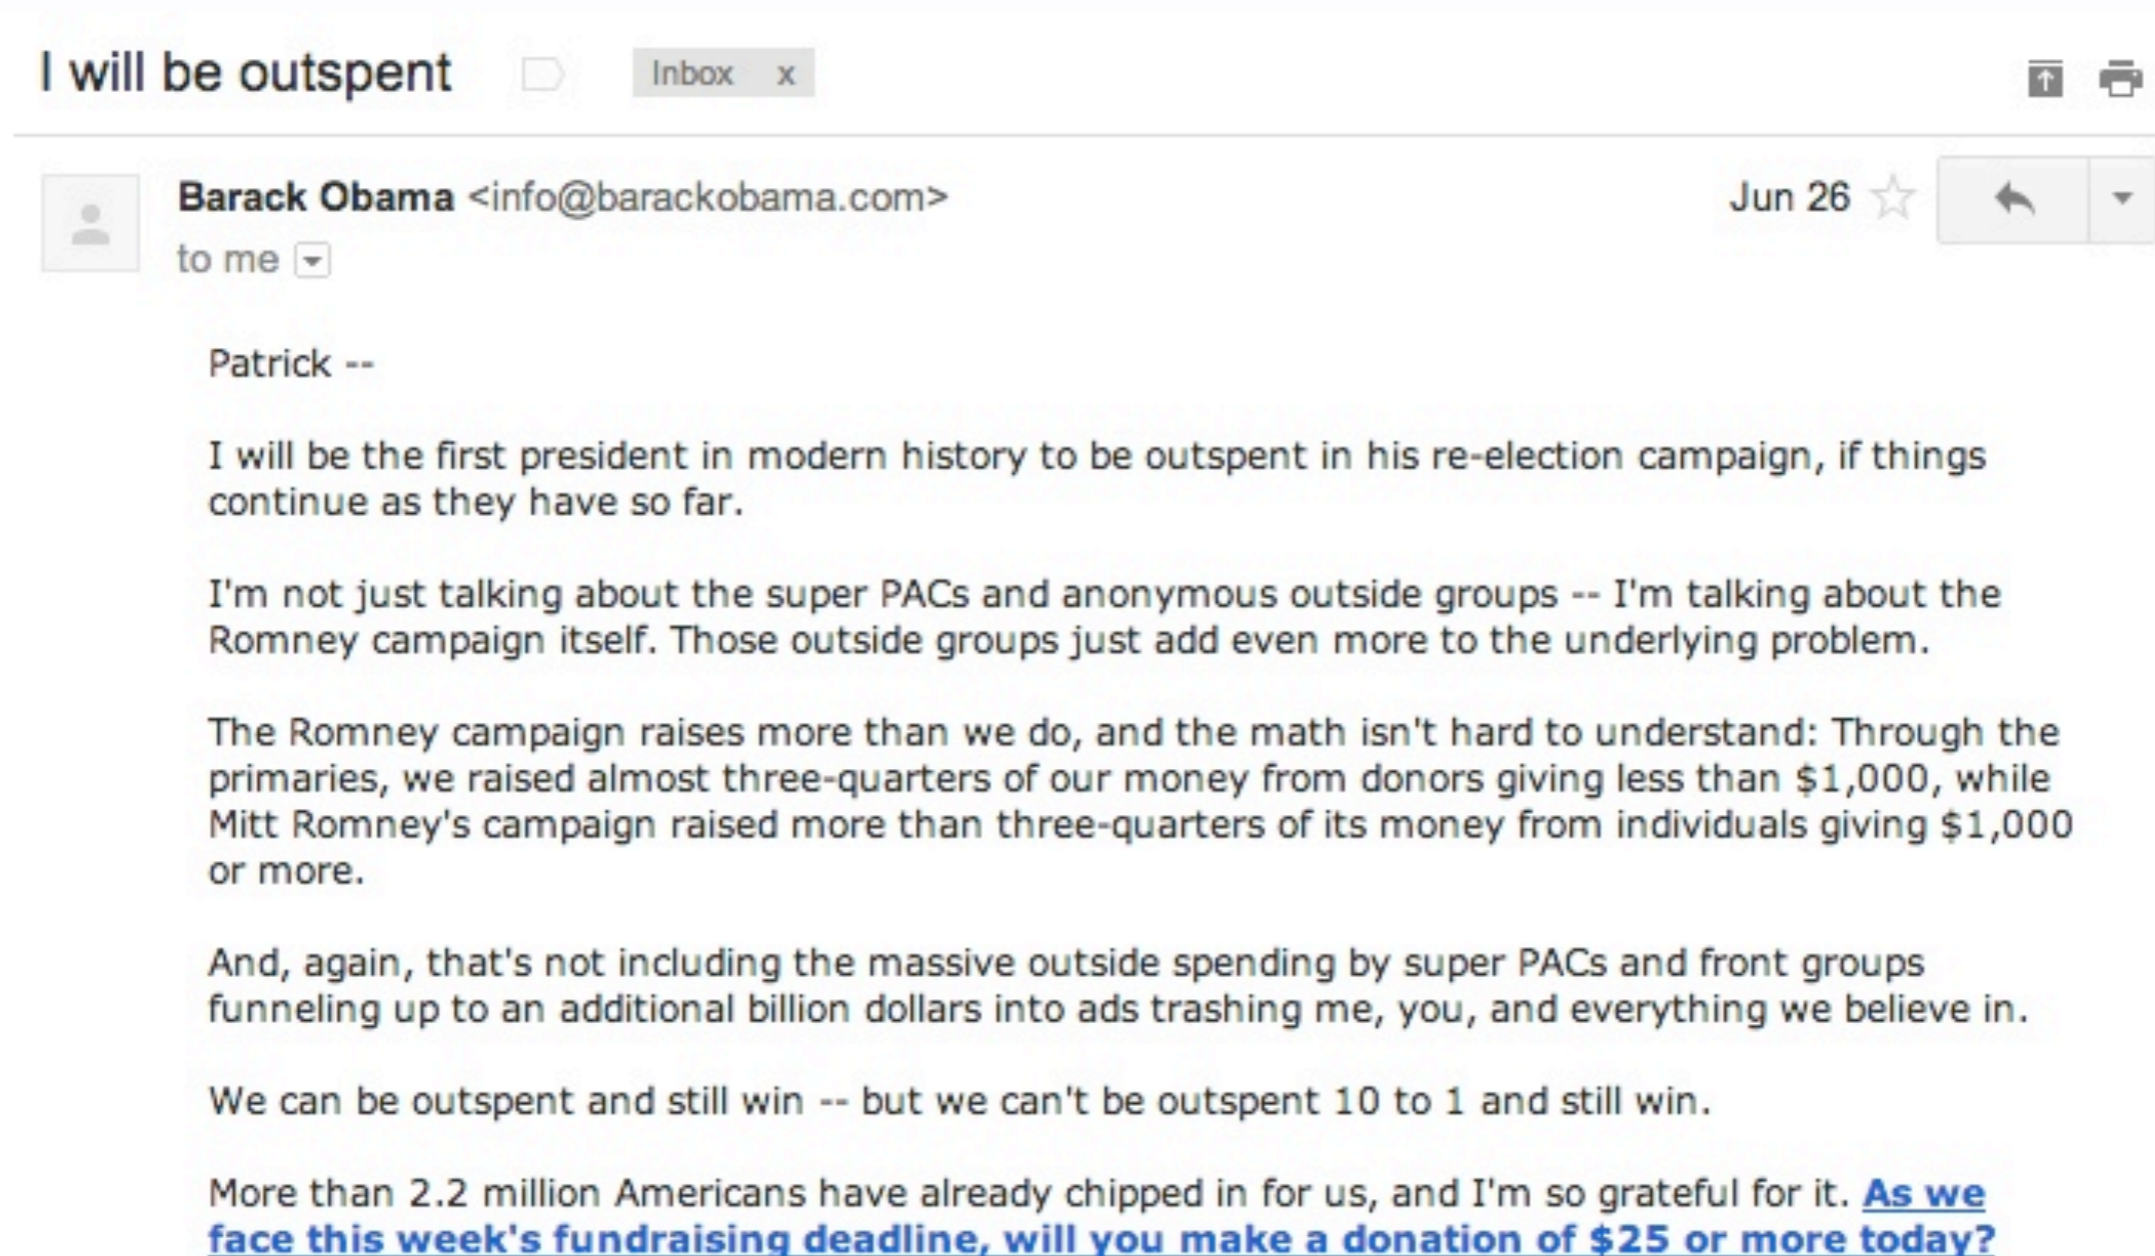 I will be outspent
Inbox x
Barack Obama <info@barackobama.com>
Jun 26
to me
Patrick --
I will be the first president in modern history to be outspent in his re-election campaign, if things
continue as they have so far.
I'm not just talking about the super PACs and anonymous outside groups -- I'm talking about the
Romney campaign itself. Those outside groups just add even more to the underlying problem.
The Romney campaign raises more than we do, and the math isn't hard to understand: Through the
primaries, we raised almost three-quarters of our money from donors giving less than $1,000, while
Mitt Romney's campaign raised more than three-quarters of its money from individuals giving $1,000
or more.
And, again, that's not including the massive outside spending by super PACs and front groups
funneling up to an additional billion dollars into ads trashing me, you, and everything we believe in.
We can be outspent and still win -- but we can't be outspent 10 to 1 and still win.
More than 2.2 million Americans have already chipped in for us, and I'm so grateful for it. As we
face this week's fundraising deadline, will you make a donation of $25 or more today?